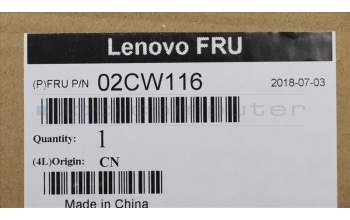 Lenovo FRU
(P)FRU P/N 02CW116 2018-07-03
Quantity: 1
(4L)Origin: CN
Made in China